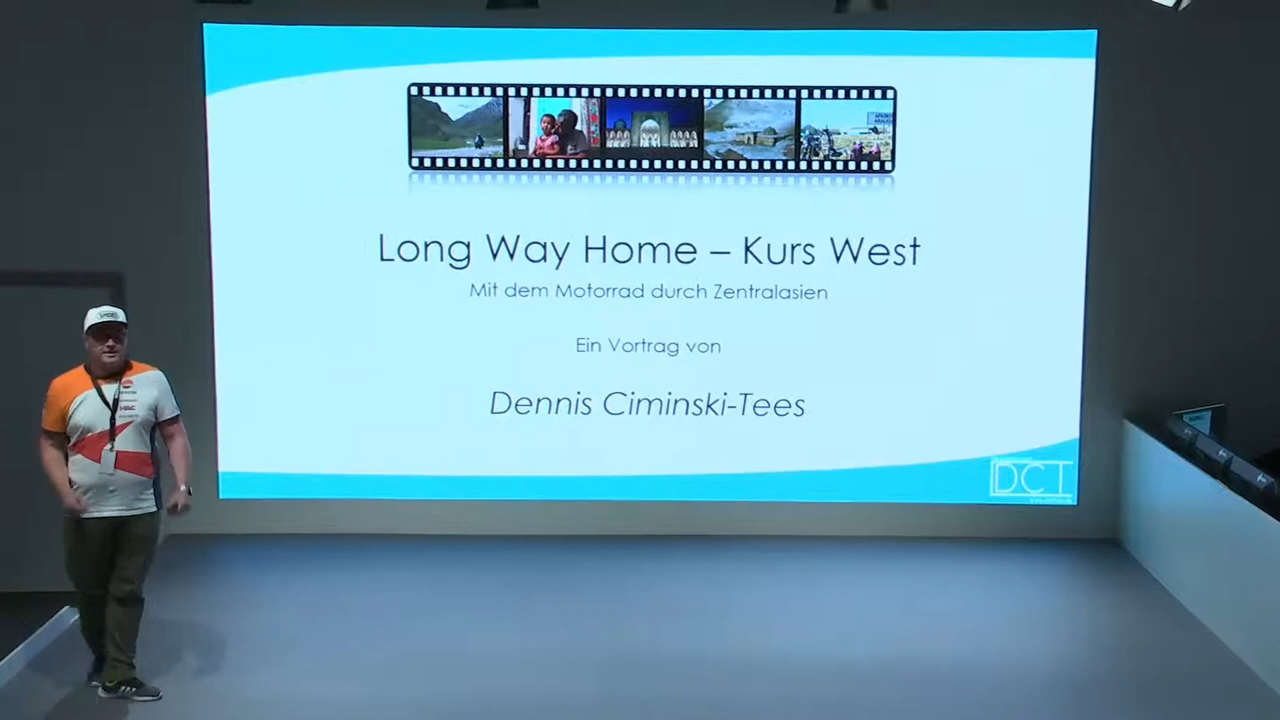 Long Way Home – Kurs West
Mit dem Motorrad durch Zentralasien
Ein Vortrag von
Dennis Ciminski-Tees
DCT